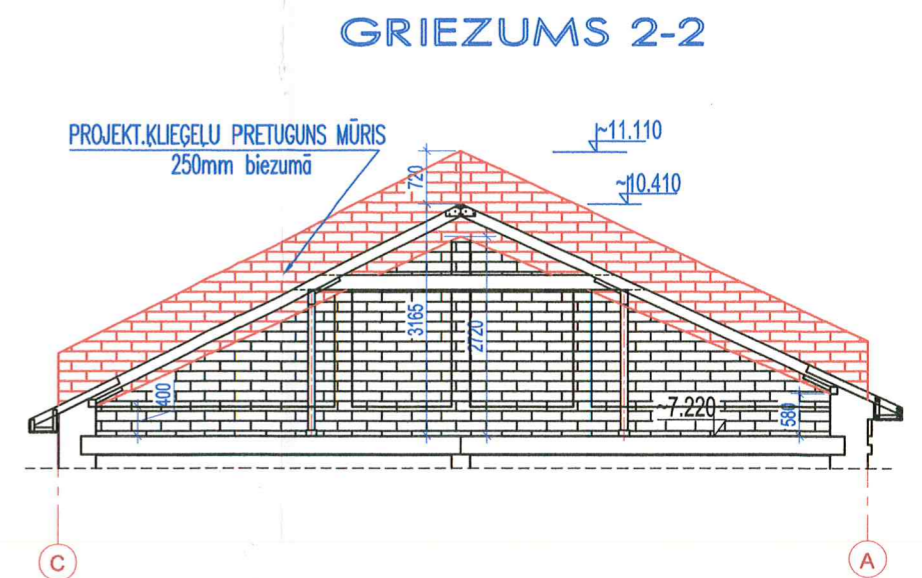 GRIEZUMS 2-2
PROJEKT.ĶLIEĢEĻU PRETUGUNS MŪRIS
250mm biezumā
~11.110
720
~10.410
3165
2720
400
~7.220
580
C
A